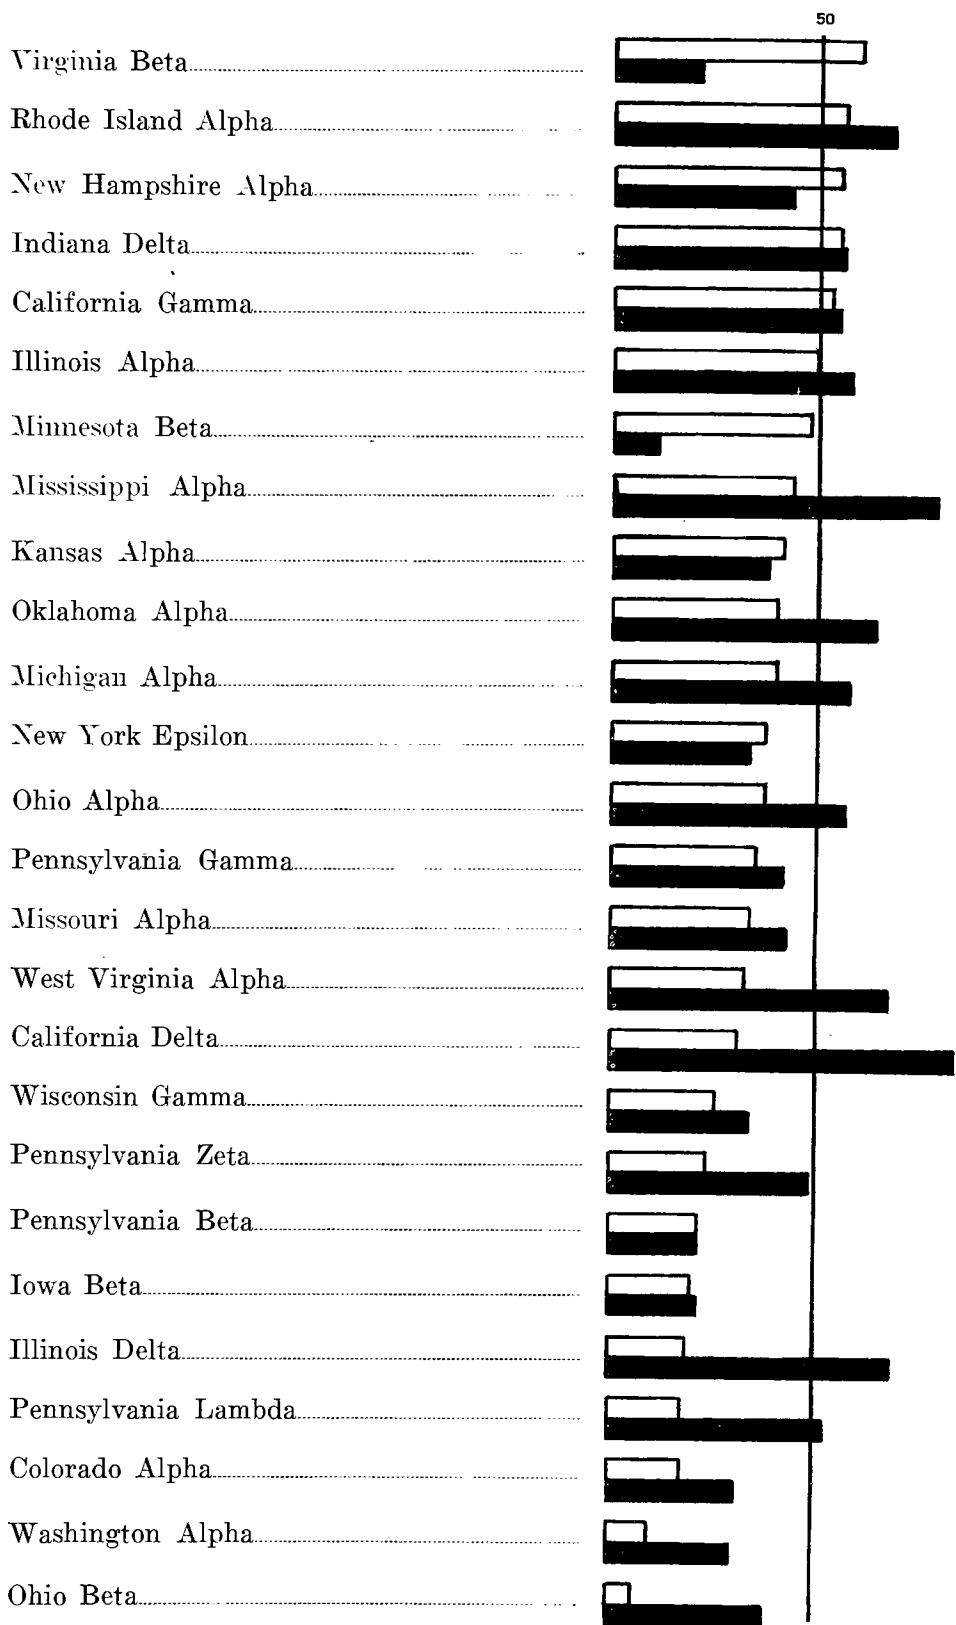 50
Virginia Beta
Rhode Island Alpha
New Hampshire Alpha
Indiana Delta
California Gamma
Illinois Alpha
Minnesota Beta
Mississippi Alpha
Kansas Alpha
Oklahoma Alpha
Michigan Alpha
New York Epsilon
Ohio Alpha
Pennsylvania Gamma
Missouri Alpha
West Virginia Alpha
California Delta
Wisconsin Gamma
Pennsylvania Zeta
Pennsylvania Beta
Iowa Beta
Illinois Delta
Pennsylvania Lambda
Colorado Alpha
Washington Alpha
Ohio Beta